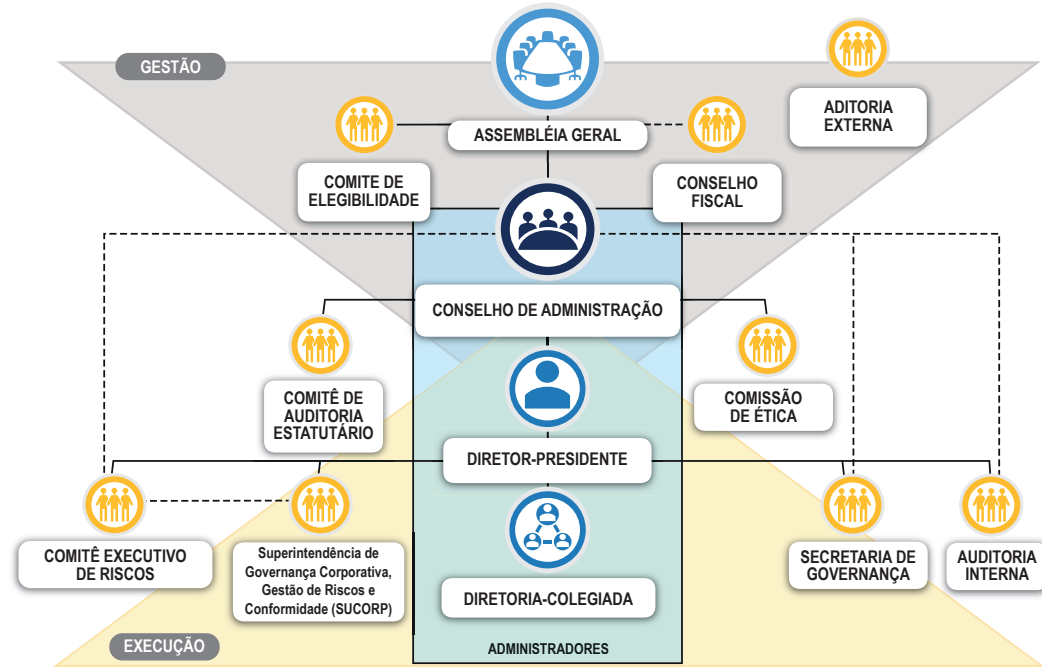 GESTÃO
ADITORIA
EXTERNA
ASSEMBLÉIA GERAL
COMITE DE
ELEGIBILIDADE
CONSELHO
FISCAL
CONSELHO DE ADMINISTRAÇÃO
COMITÊ DE
AUDITORIA
ESTATUTÁRIO
COMISSÃO
DE ÉTICA
DIRETOR-PRESIDENTE
COMITÊ EXECUTIVO
DE RISCOS
Superintendência de
Governança Corporativa,
Gestão de Riscos e
Conformidade (SUCORP)
DIRETORIA-COLEGIADA
SECRETARIA DE
GOVERNANÇA
AUDITORIA
INTERNA
EXECUÇÃO
ADMINISTRADORES